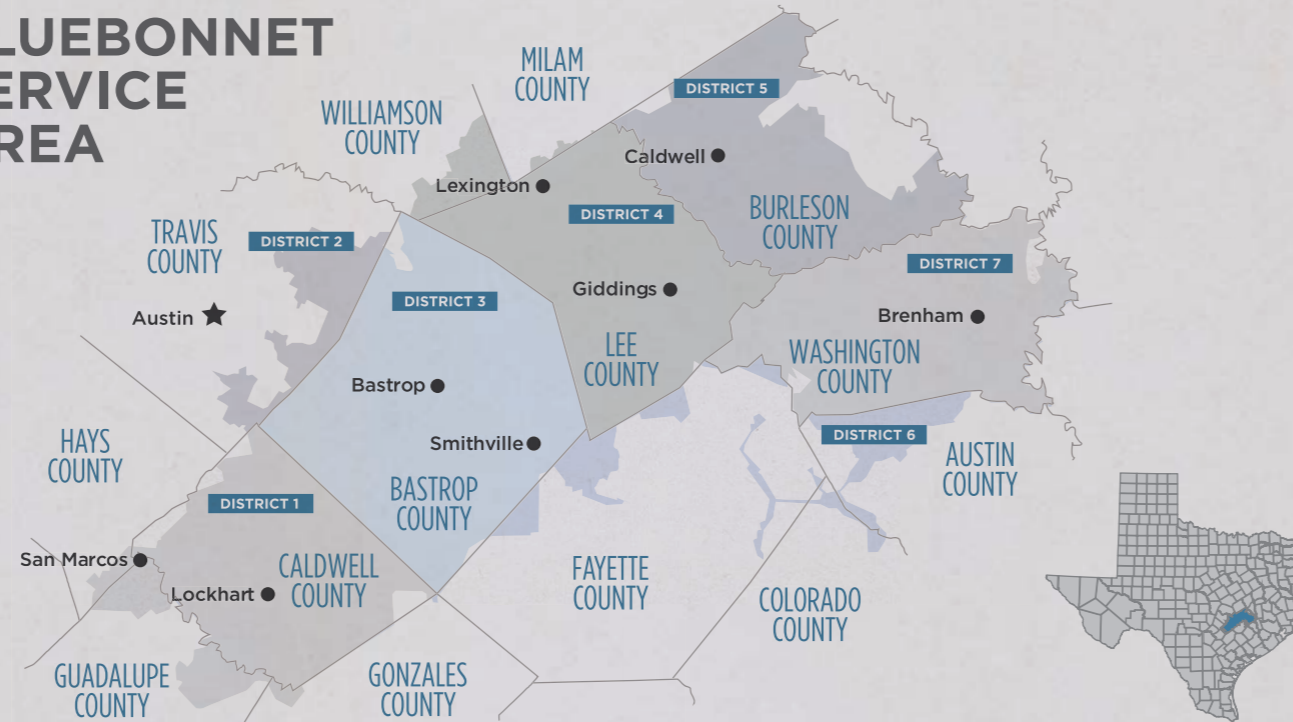 LUEBONNET
ERVICE
REA
MILAM
COUNTY
DISTRICT 5
WILLIAMSON
COUNTY
Caldwell
Lexington
DISTRICT 4
BURLESON
COUNTY
TRAVIS
COUNTY
DISTRICT 2
DISTRICT 7
Giddings
DISTRICT 3
Austin
Brenham
LEE
COUNTY
WASHINGTON
COUNTY
Bastrop
DISTRICT 6
HAYS
COUNTY
Smithville
AUSTIN
COUNTY
BASTROP
COUNTY
DISTRICT 1
San Marcos
CALDWELL
COUNTY
Lockhart
FAYETTE
COUNTY
COLORADO
COUNTY
GUADALUPE
COUNTY
GONZALES
COUNTY